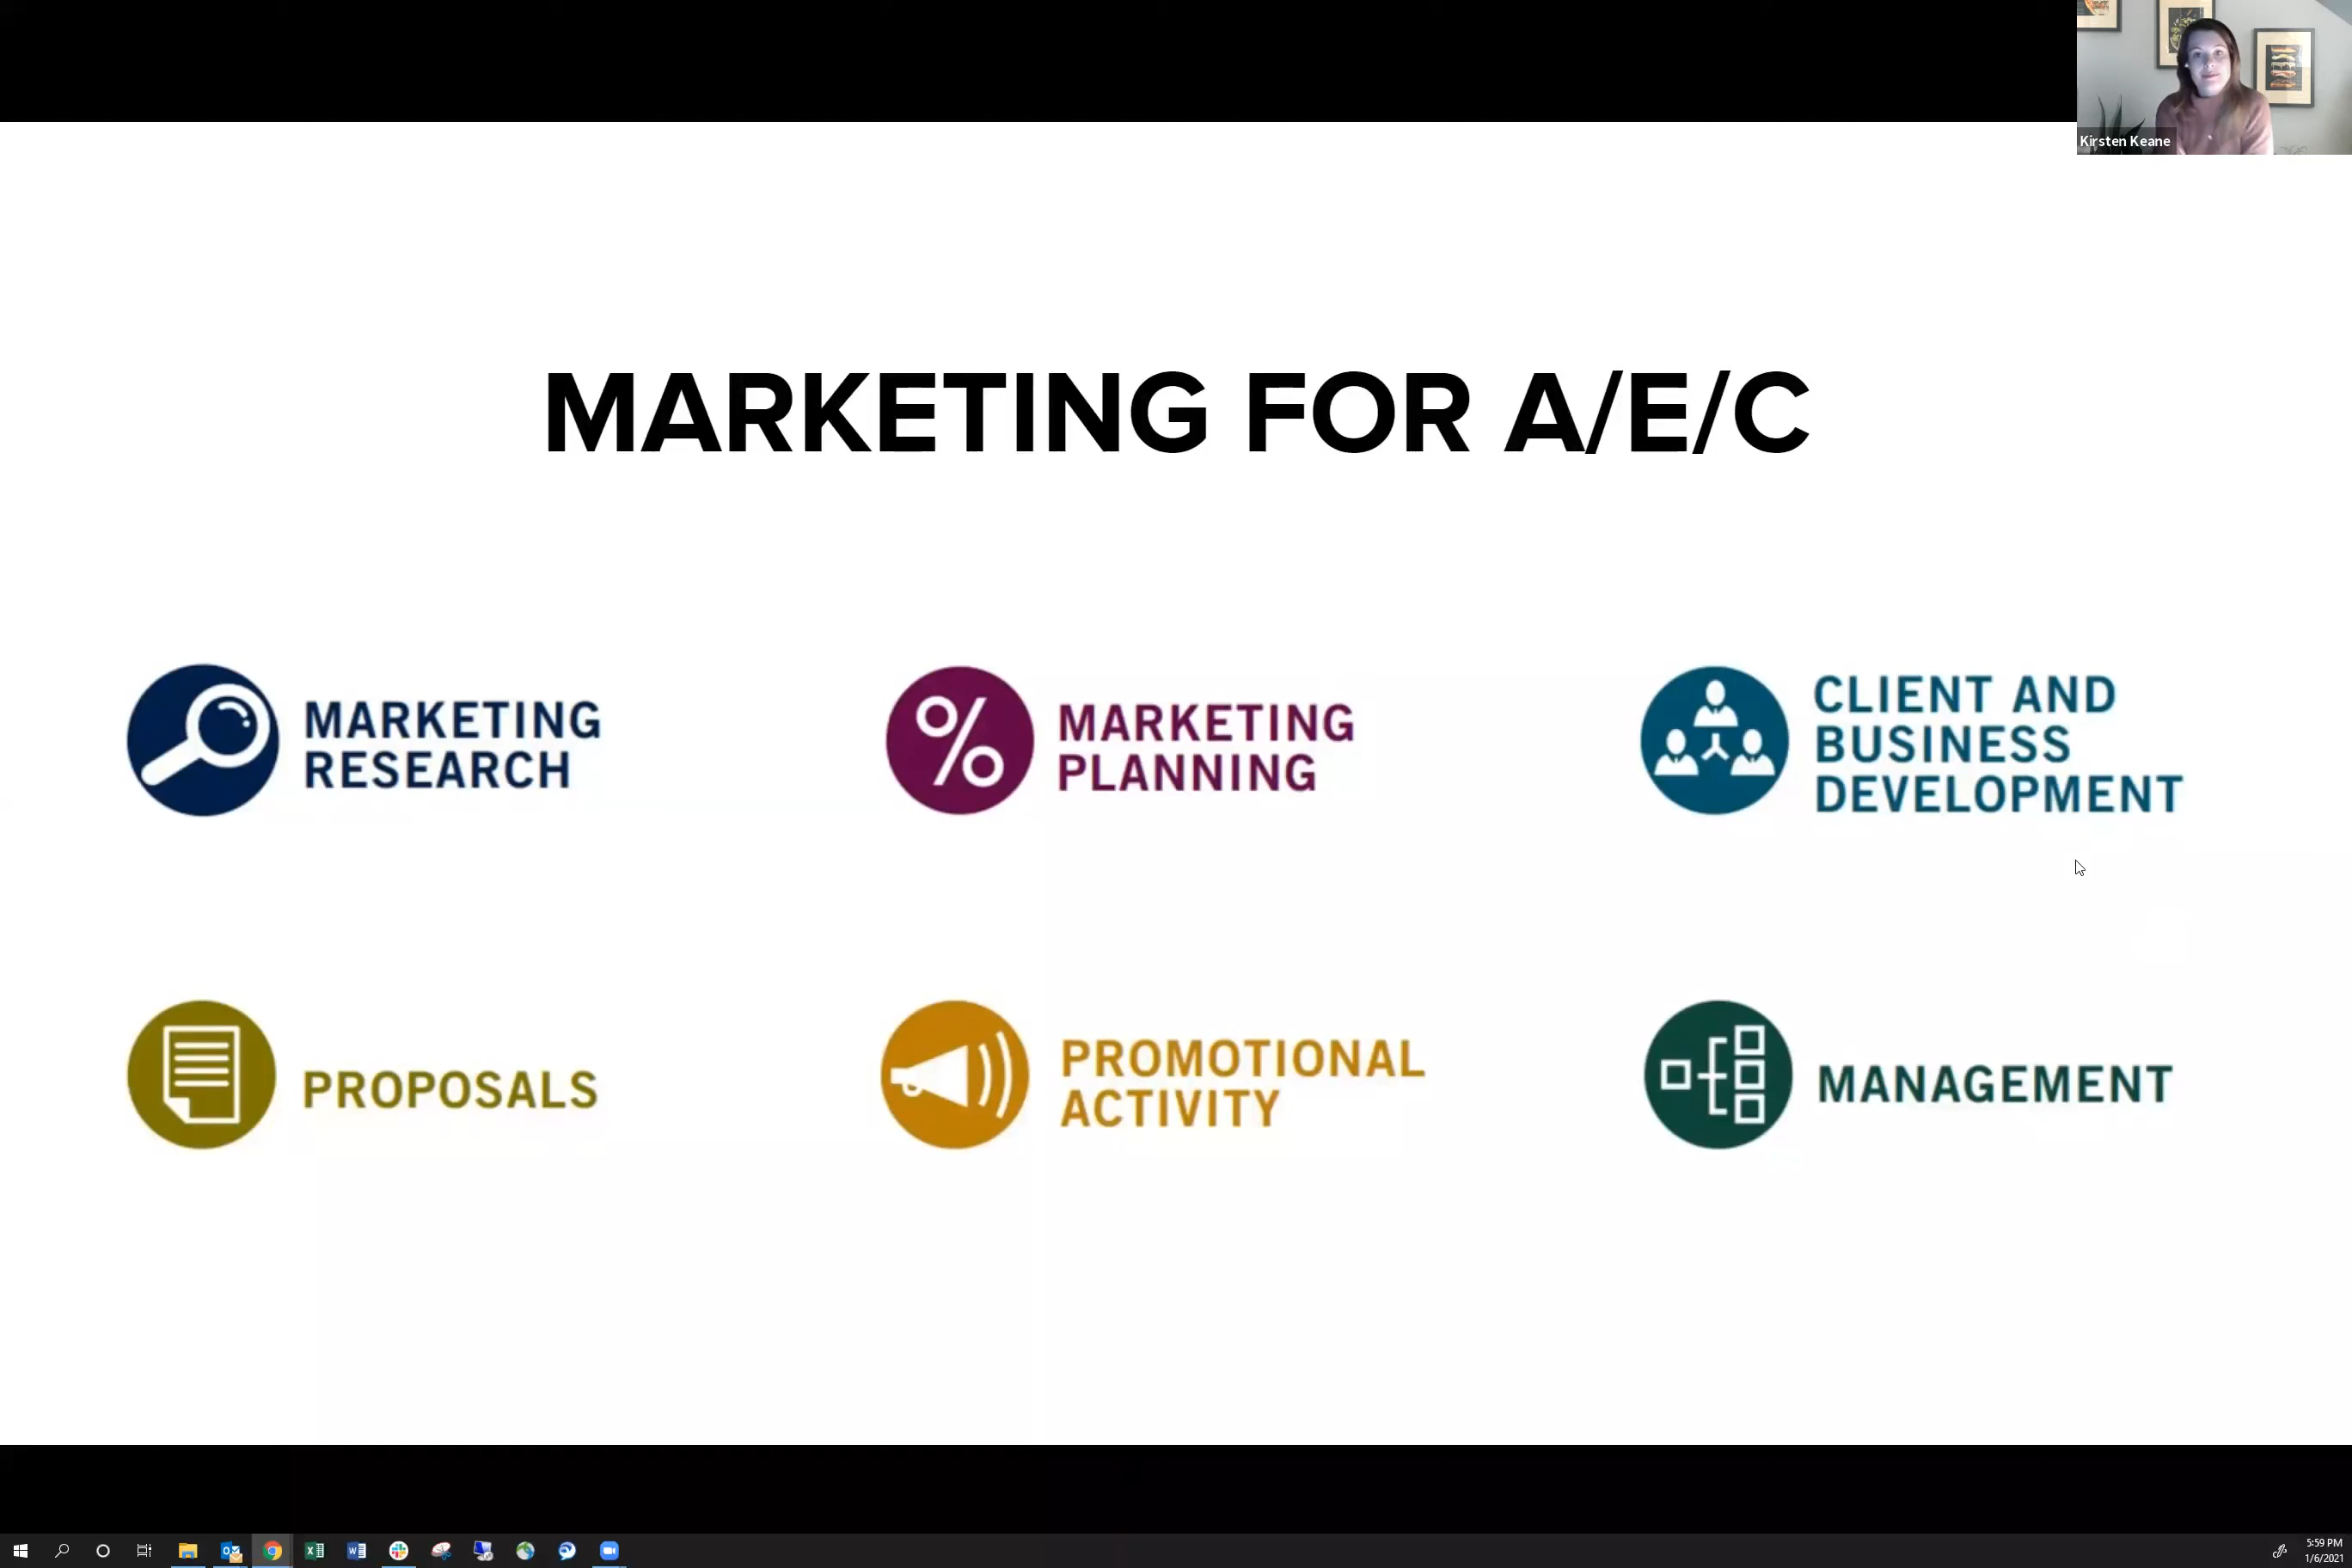 Kirsten Keane
MARKETING FOR A/E/C
MARKETING
RESEARCH
MARKETING
PLANNING
CLIENT AND
BUSINESS
DEVELOPMENT
PROPOSALS
PROMOTIONAL
ACTIVITY
MANAGEMENT
5:59 PM
1/6/2021